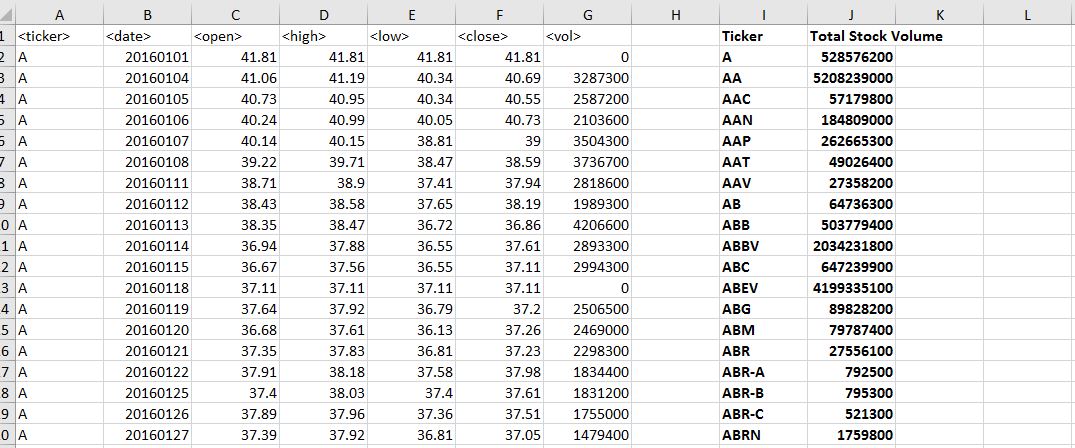 A B C D E F G H I J K L
1 <ticker> <date> <open> <high> <low> <close> <vol> Ticker Total Stock Volume
2 A 20160101 41.81 41.81 41.81 41.81 0 A 528576200
3 A 20160104 41.06 41.19 40.34 40.69 3287300 AA 5208239000
4 A 20160105 40.73 40.95 40.34 40.55 2587200 AAC 57179800
5 A 20160106 40.24 40.99 40.05 40.73 2103600 AAN 184809000
6 A 20160107 40.14 40.15 38.81 39 3504300 AAP 262665300
7 A 20160108 39.22 39.71 38.47 38.59 3736700 AAT 49026400
8 A 20160111 38.71 38.9 37.41 37.94 2818600 AAV 27358200
9 A 20160112 38.43 38.58 37.65 38.19 1989300 AB 64736300
0 A 20160113 38.35 38.47 36.72 36.86 4206600 ABB 503779400
1 A 20160114 36.94 37.88 36.55 37.61 2893300 ABBV 2034231800
2 A 20160115 36.67 37.56 36.55 37.11 2994300 ABC 647239900
3 A 20160118 37.11 37.11 37.11 37.11 0 ABEV 4199335100
4 A 20160119 37.64 37.92 36.79 37.2 2506500 ABG 89828200
5 A 20160120 36.68 37.61 36.13 37.26 2469000 ABM 79787400
6 A 20160121 37.35 37.83 36.81 37.23 2298300 ABR 27556100
7 A 20160122 37.91 38.18 37.58 37.98 1834400 ABR-A 792500
8 A 20160125 37.4 38.03 37.4 37.61 1831200 ABR-B 795300
9 A 20160126 37.89 37.96 37.36 37.51 1755000 ABR-C 521300
0 A 20160127 37.39 37.92 36.81 37.05 1479400 ABRN 1759800